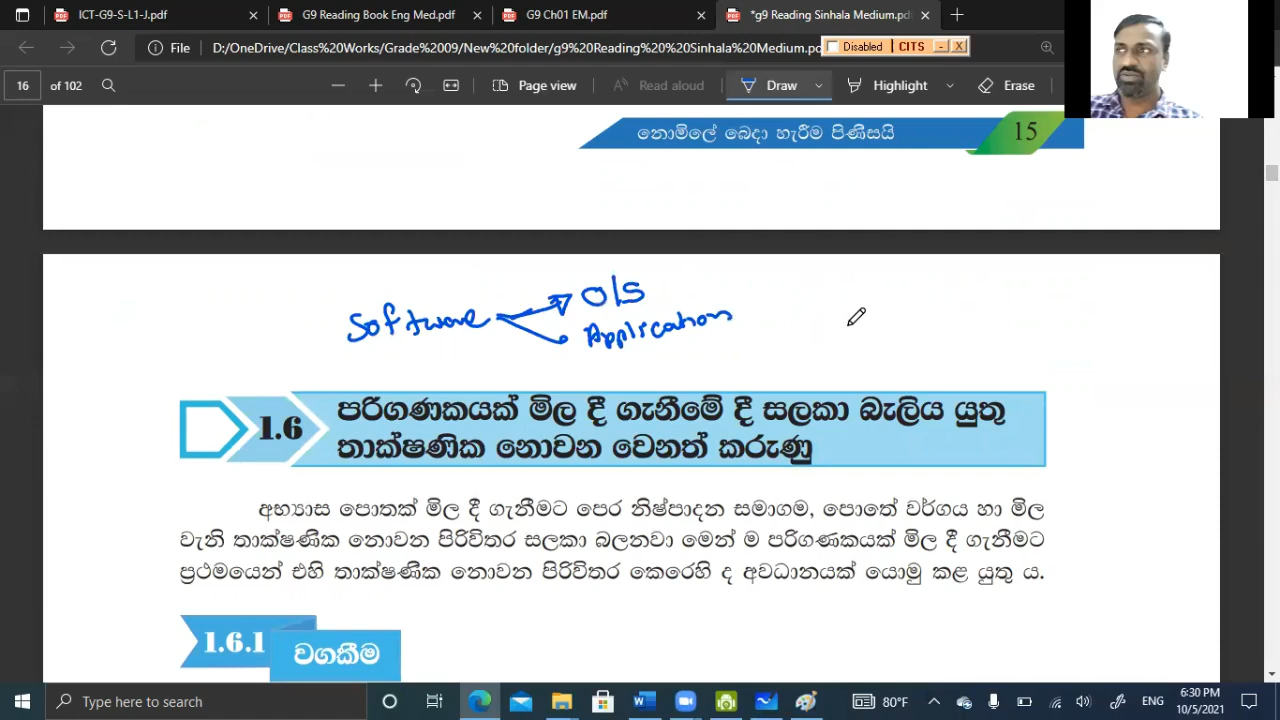 ICT-G9-S-L1-J.pdf
G9 Reading Book Eng Med.pdf
G9 Ch01 EM.pdf
*g9 Reading Sinhala Medium.pdf
File
D:/OneDrive/Class%20Works/Grade%2009/New%20folder/g9%20Reading%20%20Sinhala%20Medium.pd
Disabled
CITS
- X
16 of 102
Page view
Read aloud
Draw
Highlight
Erase
නොමිලේ බෙදා හැරීම පිණිසයි
15
Software
O/S
Application
1.6
පරිගණකයක් මිල දී ගැනීමේ දී සලකා බැලිය යුතු
තාක්ෂණික නොවන වෙනත් කරුණු
අභ්‍යාස පොතක් මිල දී ගැනීමට පෙර නිෂ්පාදන සමාගම, පොතේ වර්ගය හා මිල
වැනි තාක්ෂණික නොවන පිරිවිතර සලකා බලනවා මෙන් ම පරිගණකයක් මිල දී ගැනීමට
ප්‍රථමයෙන් එහි තාක්ෂණික නොවන පිරිවිතර කෙරෙහි ද අවධානයක් යොමු කළ යුතු ය.
1.6.1
වගකීම
Type here to search
80°F
ENG
6:30 PM
10/5/2021